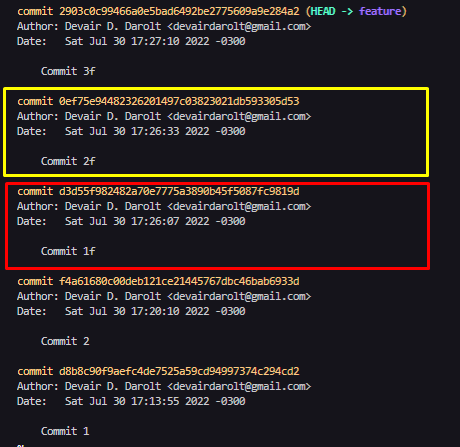 commit 2903c0c99466a0e5bad6492be2775609a9e284a2 (HEAD -> feature)
Author: Devair D. Darolt <devairdarolt@gmail.com>
Date:   Sat Jul 30 17:27:10 2022 -0300
Commit 3f
commit 0ef75e94482326201497c03823021db593305d53
Author: Devair D. Darolt <devairdarolt@gmail.com>
Date:   Sat Jul 30 17:26:33 2022 -0300
Commit 2f
commit d3d55f982482a70e7775a3890b45f5087fc9819d
Author: Devair D. Darolt <devairdarolt@gmail.com>
Date:   Sat Jul 30 17:26:07 2022 -0300
Commit 1f
commit f4a61680c00deb121ce21445767dbc46bab6933d
Author: Devair D. Darolt <devairdarolt@gmail.com>
Date:   Sat Jul 30 17:20:10 2022 -0300
Commit 2
commit d8b8c90f9aefc4de7525a59cd94997374c294cd2
Author: Devair D. Darolt <devairdarolt@gmail.com>
Date:   Sat Jul 30 17:13:55 2022 -0300
Commit 1